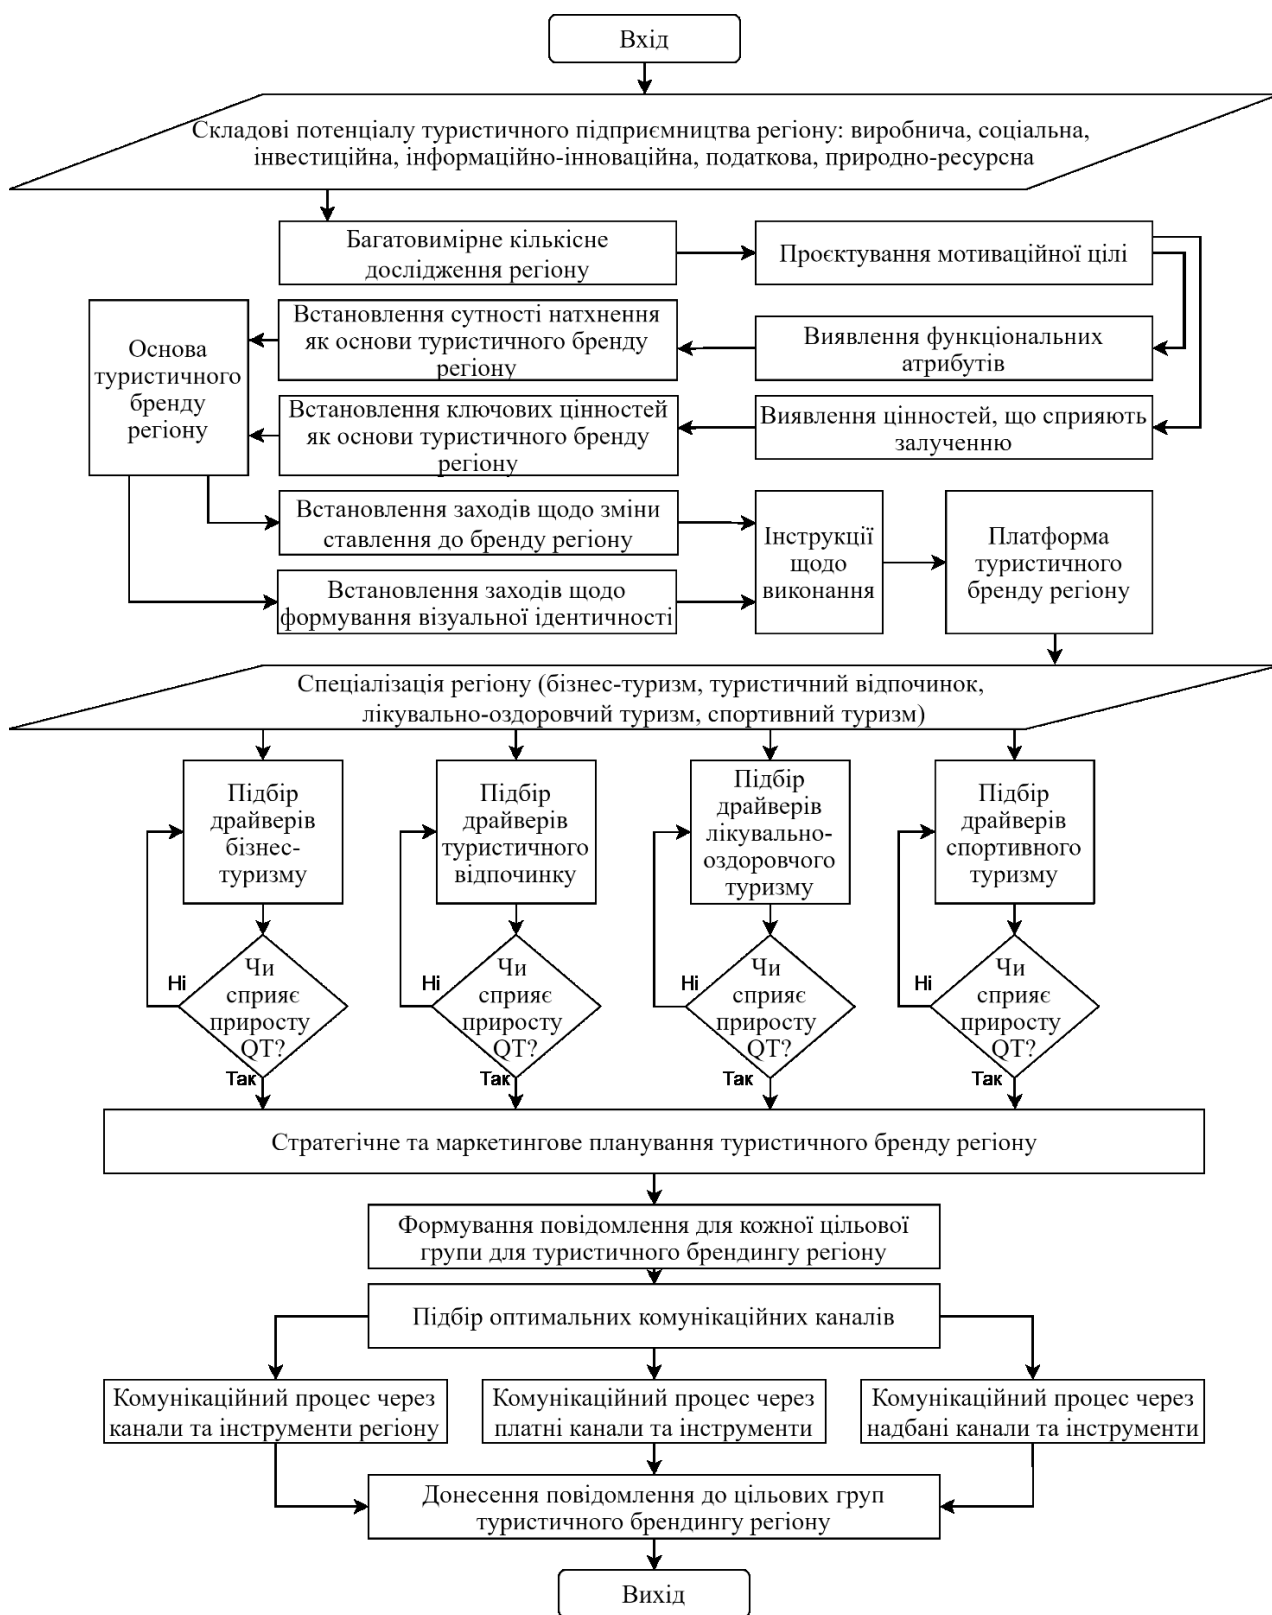 Вхід
Складові потенціалу туристичного підприємництва регіону: виробнича, соціальна,
інвестиційна, інформаційно-інноваційна, податкова, природно-ресурсна
Багатовимірне кількісне
дослідження регіону
Проєктування мотиваційної цілі
Основа
туристичного
бренду
регіону
Встановлення сутності натхнення
як основи туристичного бренду
регіону
Виявлення функціональних
атрибутів
Встановлення ключових цінностей
як основи туристичного бренду
регіону
Виявлення цінностей, що сприяють
залученню
Встановлення заходів щодо зміни
ставлення до бренду регіону
Встановлення заходів щодо
формування візуальної ідентичності
Інструкції
щодо
виконання
Платформа
туристичного
бренду регіону
Спеціалізація регіону (бізнес-туризм, туристичний відпочинок,
лікувально-оздоровчий туризм, спортивний туризм)
Підбір
драйверів
бізнес-
туризму
Підбір
драйверів
туристичного
відпочинку
Підбір
драйверів
лікувально-
оздоровчого
туризму
Підбір
драйверів
спортивного
туризму
Ні
Чи
сприяє
приросту
QT?
Так
Ні
Чи
сприяє
приросту
QT?
Так
Ні
Чи
сприяє
приросту
QT?
Так
Ні
Чи
сприяє
приросту
QT?
Так
Стратегічне та маркетингове планування туристичного бренду регіону
Формування повідомлення для кожної цільової
групи для туристичного брендингу регіону
Підбір оптимальних комунікаційних каналів
Комунікаційний процес через
канали та інструменти регіону
Комунікаційний процес через
платні канали та інструменти
Комунікаційний процес через
надбані канали та інструменти
Донесення повідомлення до цільових груп
туристичного брендингу регіону
Вихід